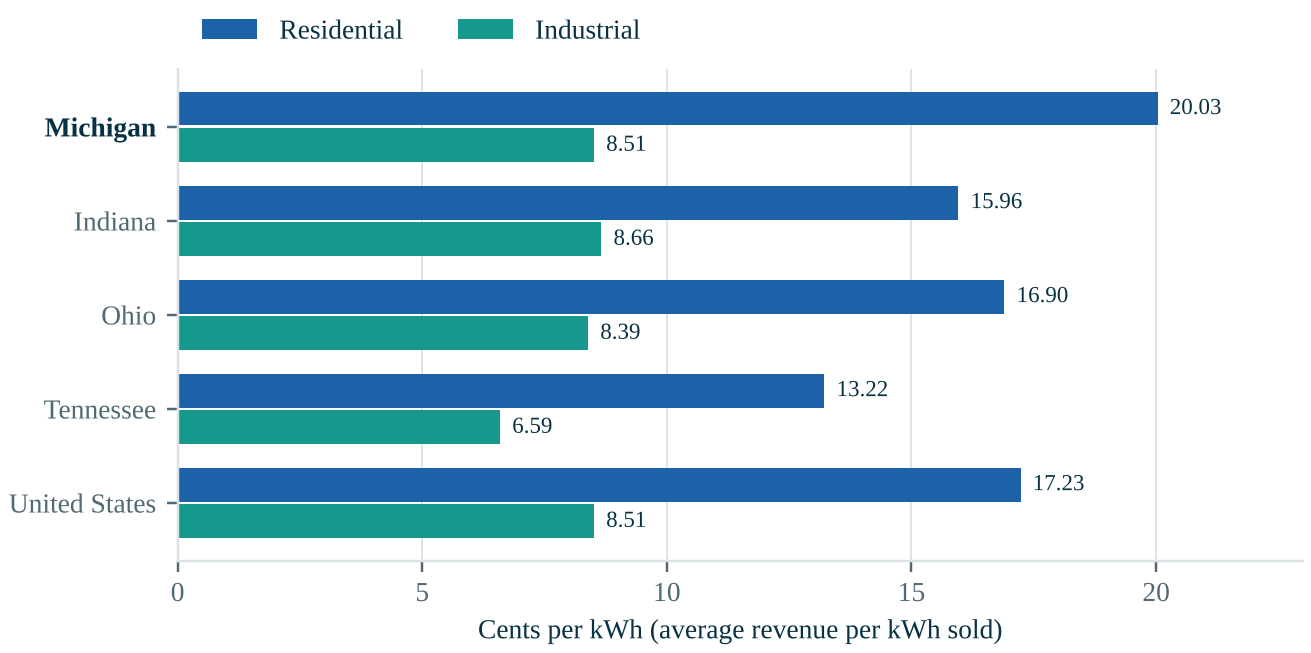 Residential Industrial
Michigan 20.03
8.51
Indiana 15.96
8.66
Ohio 16.90
8.39
Tennessee 13.22
6.59
United States 17.23
8.51
0 5 10 15 20
Cents per kWh (average revenue per kWh sold)